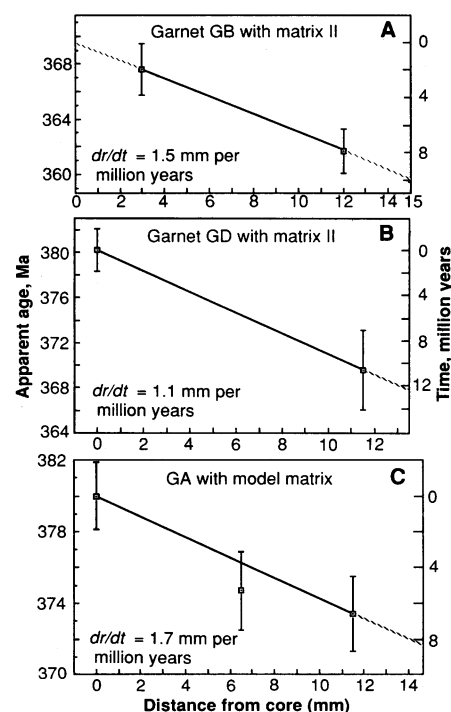 Garnet GB with matrix II
A
368
364
360
0
4
8
dr/dt = 1.5 mm per
million years
0 2 4 6 8 10 12 14 15
Garnet GD with matrix II
B
380
376
372
368
364
0
4
8
12
dr/dt = 1.1 mm per
million years
0 2 4 6 8 10 12
Apparent age, Ma
Time, million years
GA with model matrix
C
382
378
374
370
0
4
8
dr/dt = 1.7 mm per
million years
0 2 4 6 8 10 12 14
Distance from core (mm)